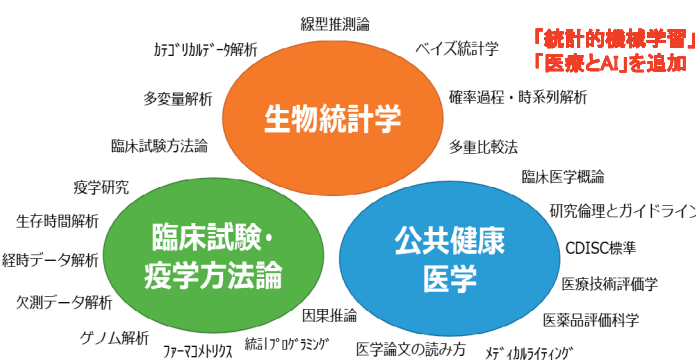 線型推測論
「統計的機械学習」
「医療とAI」を追加
ｶﾃｺﾞﾘｶﾙﾃﾞｰﾀ解析
ベイズ統計学
多変量解析
確率過程・時系列解析
生物統計学
臨床試験方法論
多重比較法
疫学研究
臨床医学概論
生存時間解析
研究倫理とガイドライン
臨床試験・
疫学方法論
公共健康
医学
経時データ解析
CDISC標準
欠測データ解析
医療技術評価学
ゲノム解析
因果推論
医薬品評価科学
ﾌｧｰﾏｺﾒﾄﾘｸｽ
統計ﾌﾟﾛｸﾞﾗﾐﾝｸﾞ
医学論文の読み方
ﾒﾃﾞｨｶﾙﾗｲﾃｨﾝｸﾞ